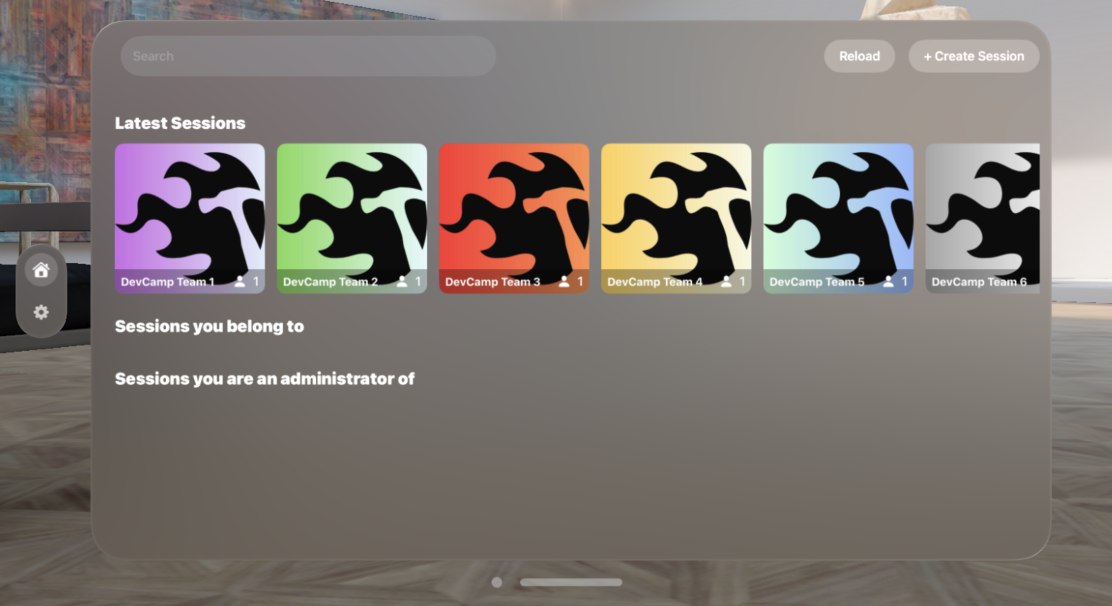 Search
Reload
+ Create Session
Latest Sessions
DevCamp Team 1 1
DevCamp Team 2 1
DevCamp Team 3 1
DevCamp Team 4 1
DevCamp Team 5 1
DevCamp Team 6
Sessions you belong to
Sessions you are an administrator of